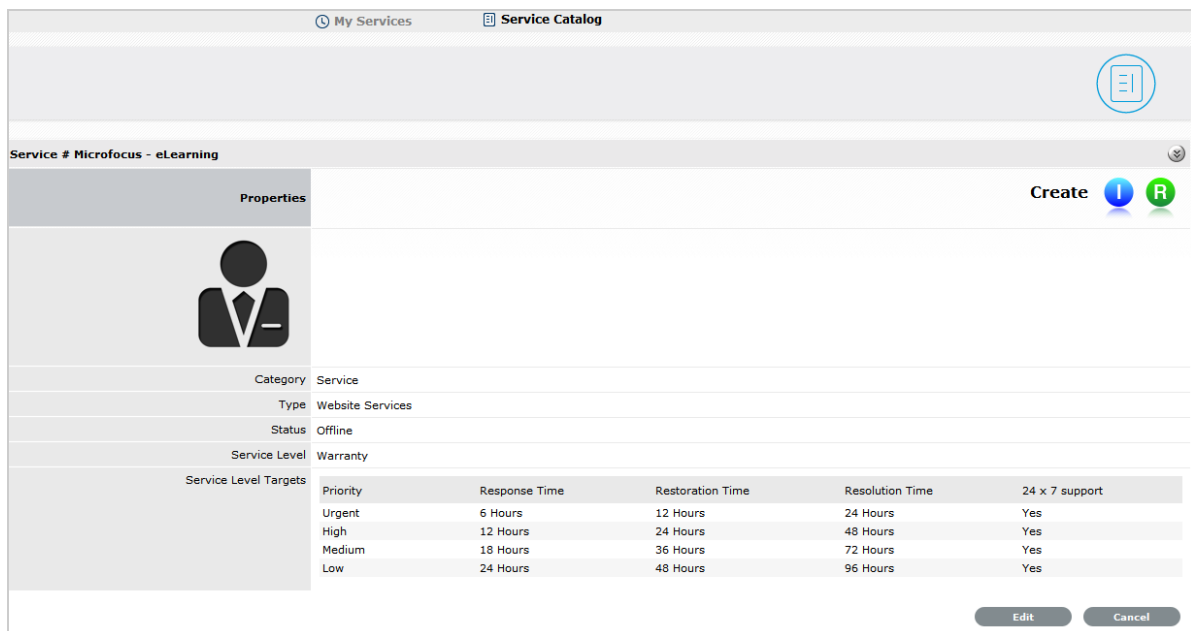 My Services Service Catalog
Service # Microfocus - eLearning
Properties Create I R
Category Service
Type Website Services
Status Offline
Service Level Warranty
Service Level Targets
Priority Response Time Restoration Time Resolution Time 24 x 7 support
Urgent 6 Hours 12 Hours 24 Hours Yes
High 12 Hours 24 Hours 48 Hours Yes
Medium 18 Hours 36 Hours 72 Hours Yes
Low 24 Hours 48 Hours 96 Hours Yes
Edit Cancel